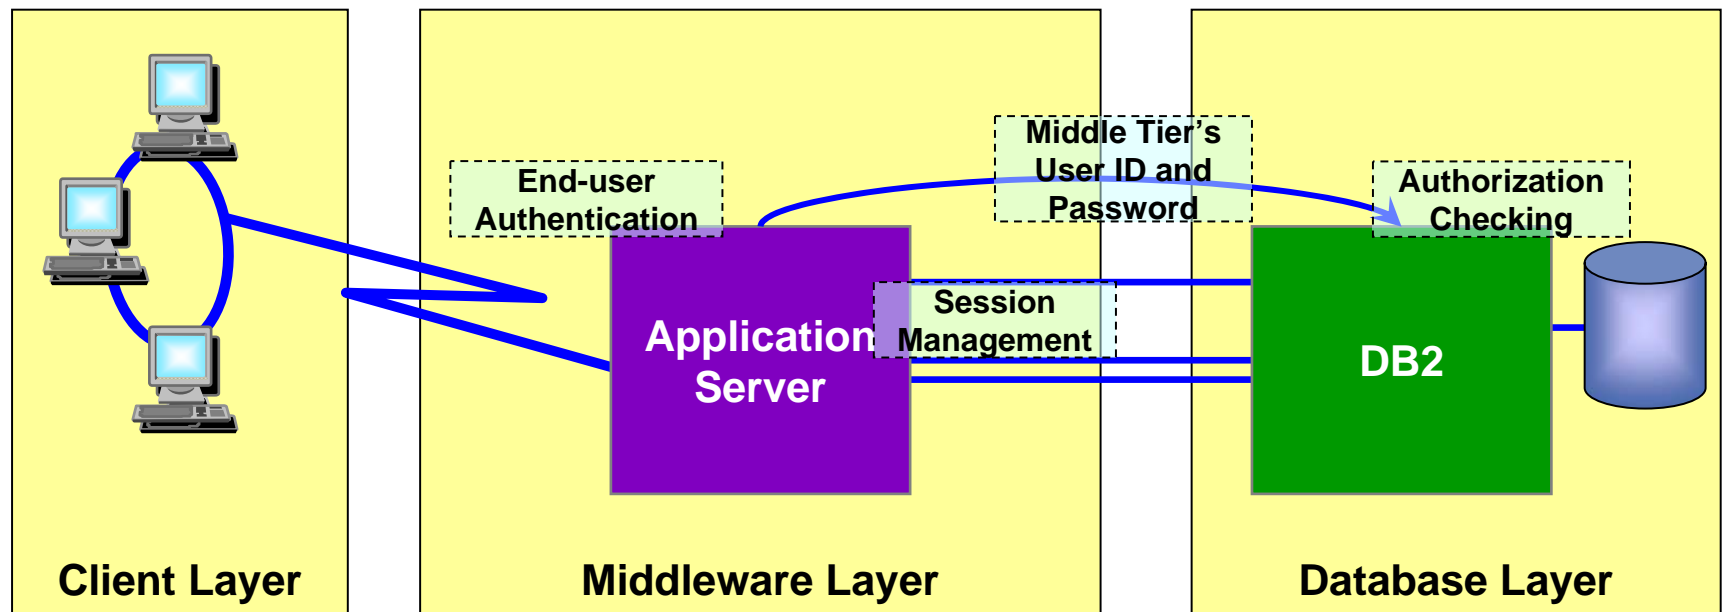 Middle Tier's
User ID and
Password
End-user
Authentication
Authorization
Checking
Session
Management
Application
Server
DB2
Client Layer
Middleware Layer
Database Layer